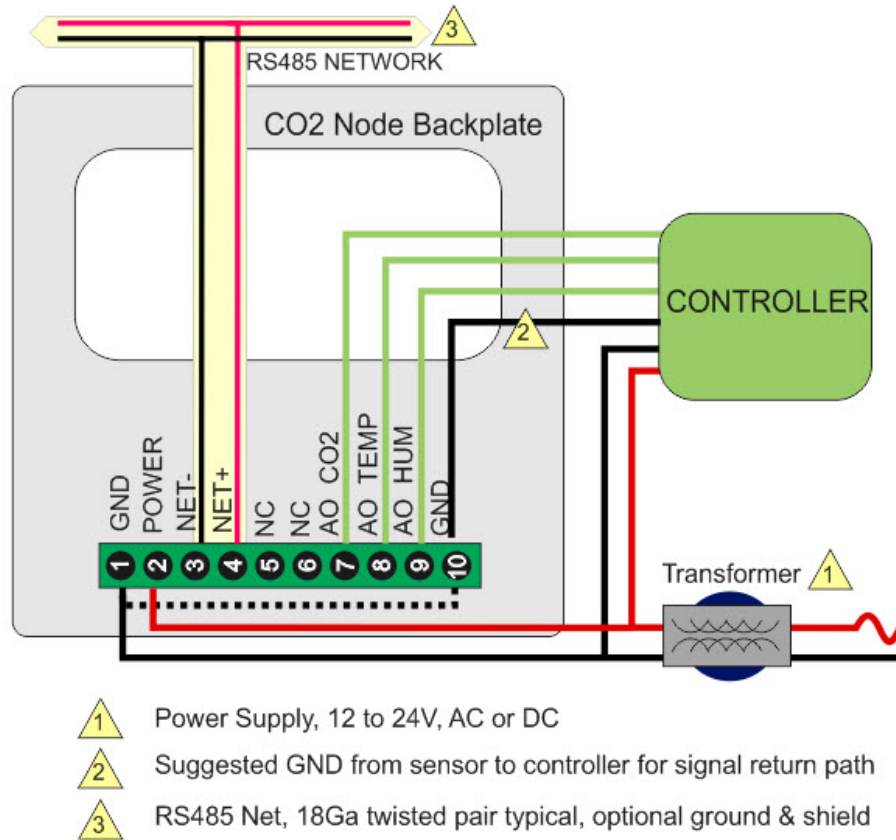 3
RS485 NETWORK
CO2 Node Backplate
CONTROLLER
2
GND
POWER
NET-
NET+
NC
NC
AO CO2
AO TEMP
AO HUM
GND
1 2 3 4 5 6 7 8 9 10
Transformer 1
1 Power Supply, 12 to 24V, AC or DC
2 Suggested GND from sensor to controller for signal return path
3 RS485 Net, 18Ga twisted pair typical, optional ground & shield